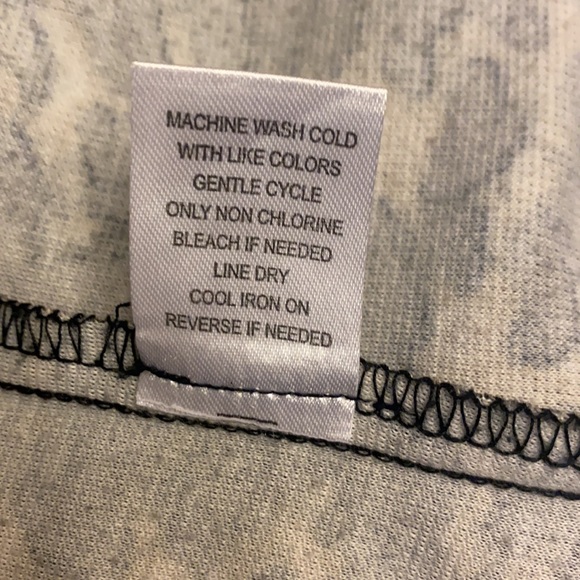 MACHINE WASH COLD
WITH LIKE COLORS
GENTLE CYCLE
ONLY NON CHLORINE
BLEACH IF NEEDED
LINE DRY
COOL IRON ON
REVERSE IF NEEDED